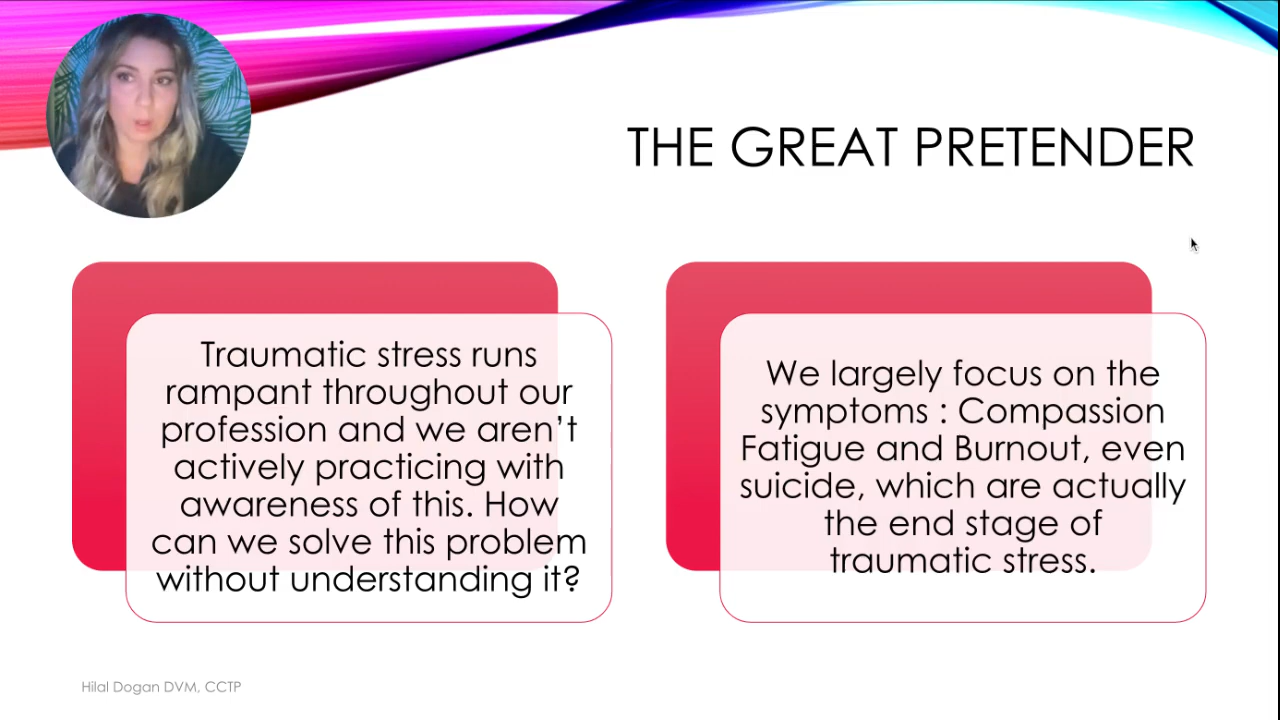 THE GREAT PRETENDER
Traumatic stress runs
rampant throughout our
profession and we aren’t
actively practicing with
awareness of this. How
can we solve this problem
without understanding it?
We largely focus on the
symptoms : Compassion
Fatigue and Burnout, even
suicide, which are actually
the end stage of
traumatic stress.
Hilal Dogan DVM, CCTP